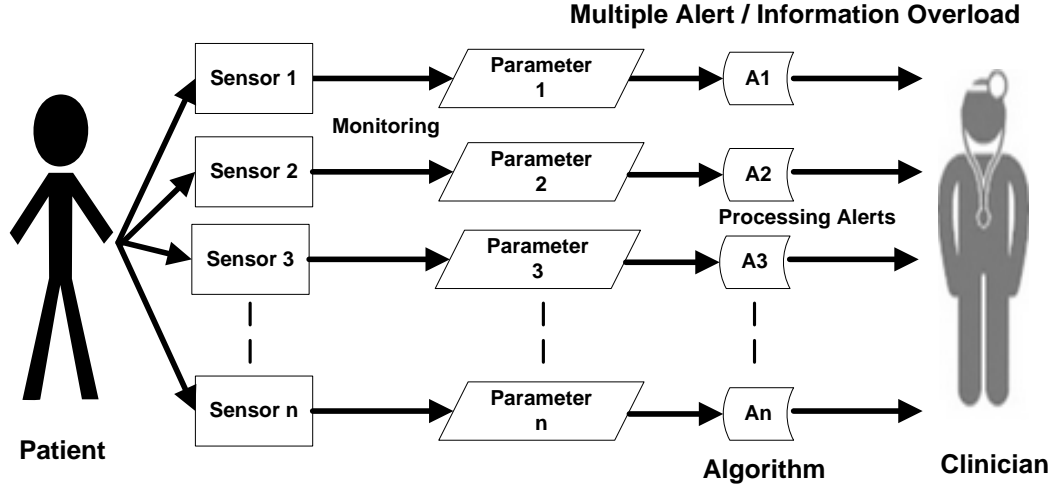 Multiple Alert / Information Overload
Sensor 1
Parameter
1
A1
Monitoring
Sensor 2
Parameter
2
A2
Processing Alerts
Sensor 3
Parameter
3
A3
Sensor n
Parameter
n
An
Patient
Algorithm
Clinician